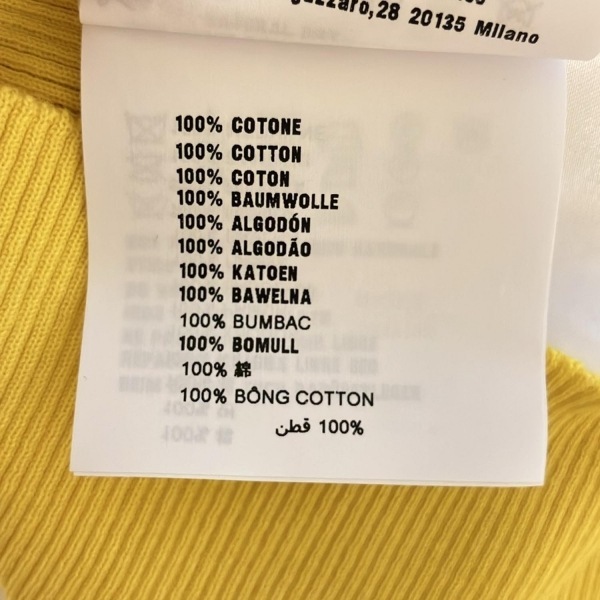 ,28 20135 Milano
100% COTONE
100% COTTON
100% COTON
100% BAUMWOLLE
100% ALGODÓN
100% ALGODÃO
100% KATOEN
100% BAWELNA
100% BUMBAC
100% BOMULL
100% 綿
100% BÔNG COTTON
100% قطن